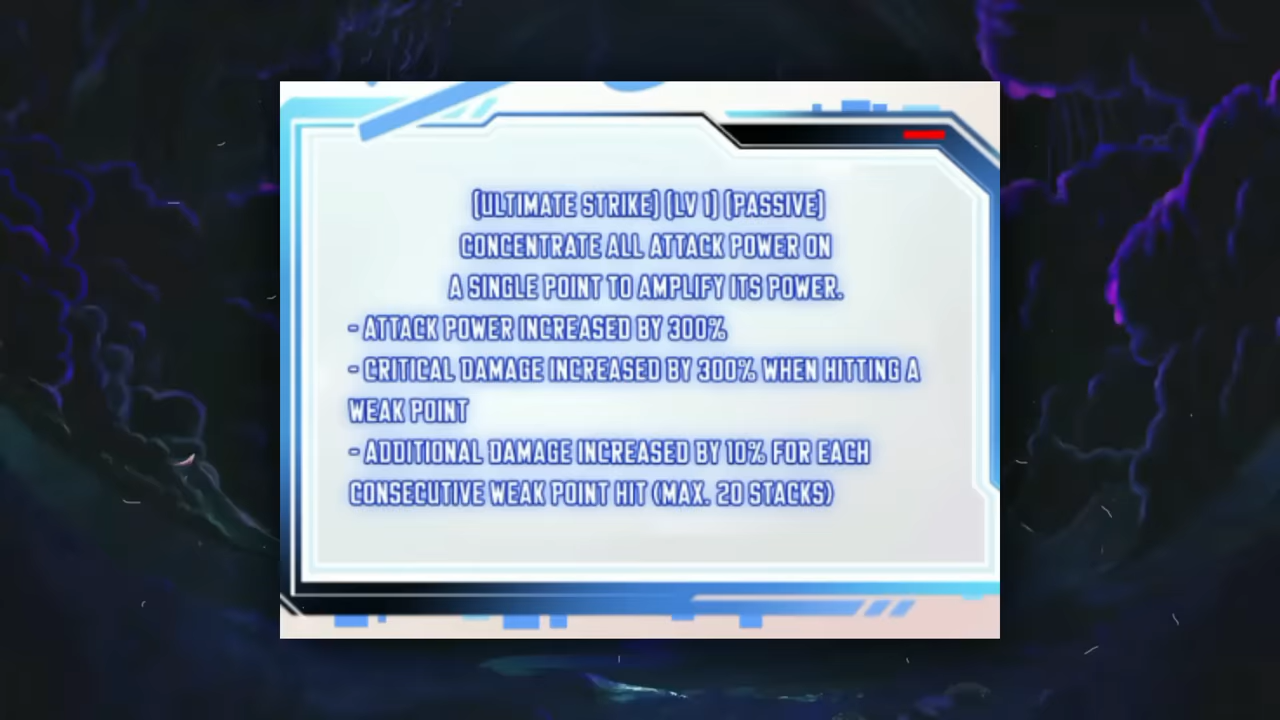 [ULTIMATE STRIKE] [LV 1] [PASSIVE]
CONCENTRATE ALL ATTACK POWER ON
A SINGLE POINT TO AMPLIFY ITS POWER.
- ATTACK POWER INCREASED BY 300%
- CRITICAL DAMAGE INCREASED BY 300% WHEN HITTING A
WEAK POINT
- ADDITIONAL DAMAGE INCREASED BY 10% FOR EACH
CONSECUTIVE WEAK POINT HIT (MAX. 20 STACKS)